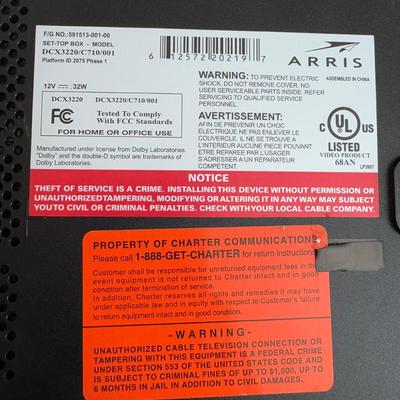 F/G NO.:591513-001-00
SET-TOP BOX - MODEL
DCX3220/C710/001
Platform ID 2075 Phase 1
6 12572 20219 7
ARRIS
ASSEMBLED IN CHINA
12V ⎓ 32W
DCX3220 DCX3220/C710/001
FC Tested To Comply
With FCC Standards
FOR HOME OR OFFICE USE
Manufactured under license from Dolby Laboratories.
"Dolby" and the double-D symbol are trademarks of
Dolby Laboratories.
WARNING: TO PREVENT ELECTRIC
SHOCK, DO NOT REMOVE COVER. NO
USER-SERVICEABLE PARTS INSIDE.
REFER SERVICING TO QUALIFIED SERVICE
PERSONNEL.
AVERTISSEMENT:
AFIN DE PREVENIR UN CHOC
ELECTRIQUE NE PAS ENLEVER LE
COUVERCLE. IL NE SE TROUVE A
L'INTERIEUR AUCUNE PIECE POUVANT
ETRE REPAREE PAR L'USAGER
S'ADRESSER A UN REPARATEUR
COMPETENT.
C UL US
LISTED
VIDEO PRODUCT
68AN
NOTICE
THEFT OF SERVICE IS A CRIME. INSTALLING THIS DEVICE WITHOUT PERMISSION OR
UNAUTHORIZED TAMPERING, MODIFYING OR ALTERING IT IN ANY WAY MAY SUBJECT
YOU TO CIVIL OR CRIMINAL PENALTIES. CHECK WITH YOUR LOCAL CABLE COMPANY.
PROPERTY OF CHARTER COMMUNICATIONS
Please call 1-888-GET-CHARTER for return instructions
Customer shall be responsible for unreturned equipment fees in the
event equipment is not returned to Charter intact and in good
condition after termination of service.
In addition, Charter reserves all rights and remedies it may
have at law and in equity with respect to Customer's failure
to return equipment intact and in good condition.
- WARNING -
UNAUTHORIZED CABLE TELEVISION CONNECTION OR
TAMPERING WITH THIS EQUIPMENT IS A FEDERAL CRIME
UNDER SECTION 553 OF THE UNITED STATES CODE AND
IS SUBJECT TO CRIMINAL FINES OF UP TO $1,000, UP TO
6 MONTHS IN JAIL IN ADDITION TO CIVIL DAMAGES.